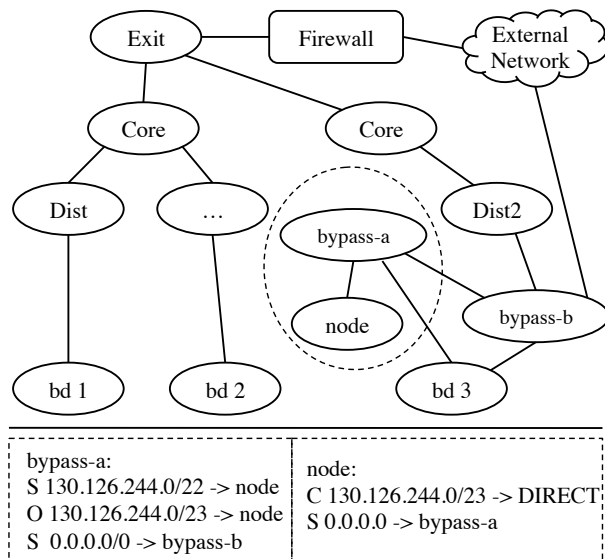 Exit
Firewall
External
Network
Core
Core
Dist
…
Dist2
bypass-a
node
bypass-b
bd 1
bd 2
bd 3
bypass-a:
S 130.126.244.0/22 -> node
O 130.126.244.0/23 -> node
S 0.0.0.0/0 -> bypass-b
node:
C 130.126.244.0/23 -> DIRECT
S 0.0.0.0 -> bypass-a